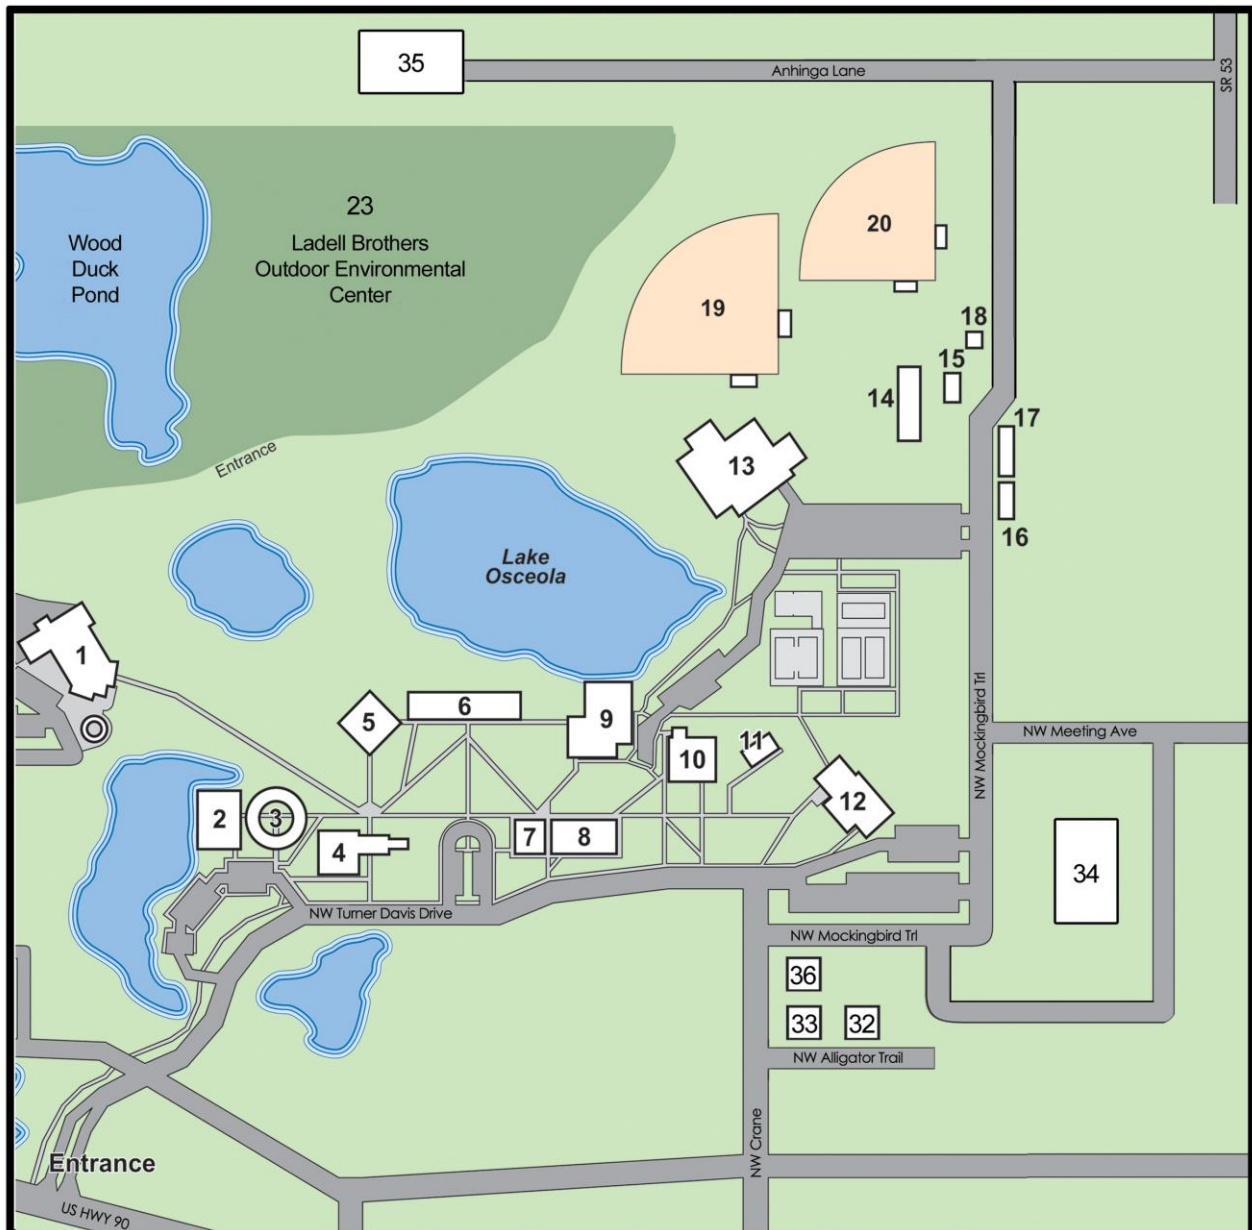 35
Anhinga Lane
SR 53
23
Ladell Brothers
Outdoor Environmental
Center
Wood
Duck
Pond
20
19
18
15
14
17
13
Entrance
16
Lake
Osceola
1
5
6
9
10
11
12
NW Mockingbird Trl
NW Meeting Ave
2
3
4
7
8
34
NW Turner Davis Drive
NW Mockingbird Trl
36
33
32
NW Alligator Trail
NW Crane
Entrance
US HWY 90